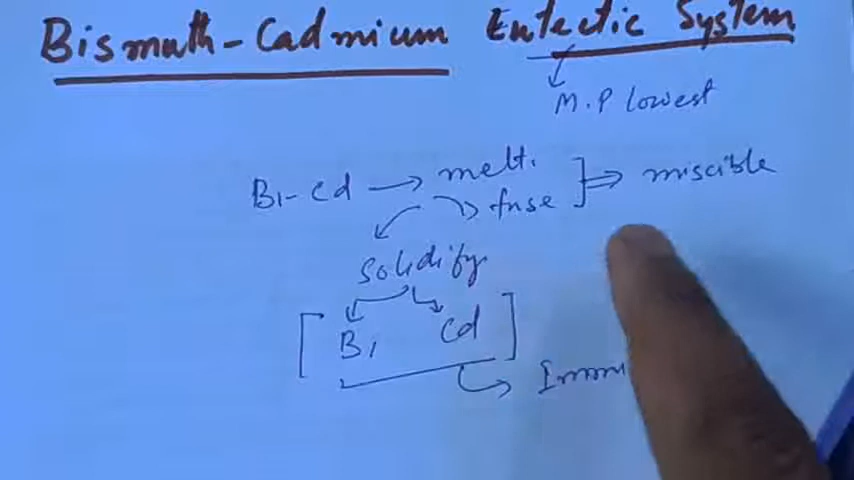 Bismuth-Cadmium Eutectic System
M.P lowest
Bi-Cd → melt. ⇒ miscible
fuse
Solidify
Bi Cd